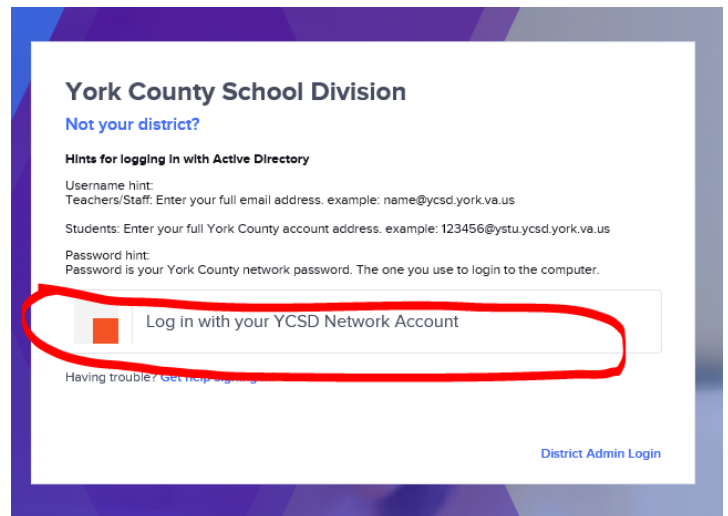 York County School Division
Not your district?
Hints for logging in with Active Directory
Username hint:
Teachers/Staff: Enter your full email address. example: name@ycsd.york.va.us
Students: Enter your full York County account address. example: 123456@ystu.ycsd.york.va.us
Password hint:
Password is your York County network password. The one you use to login to the computer.
Log in with your YCSD Network Account
Having trouble? Get help
District Admin Login